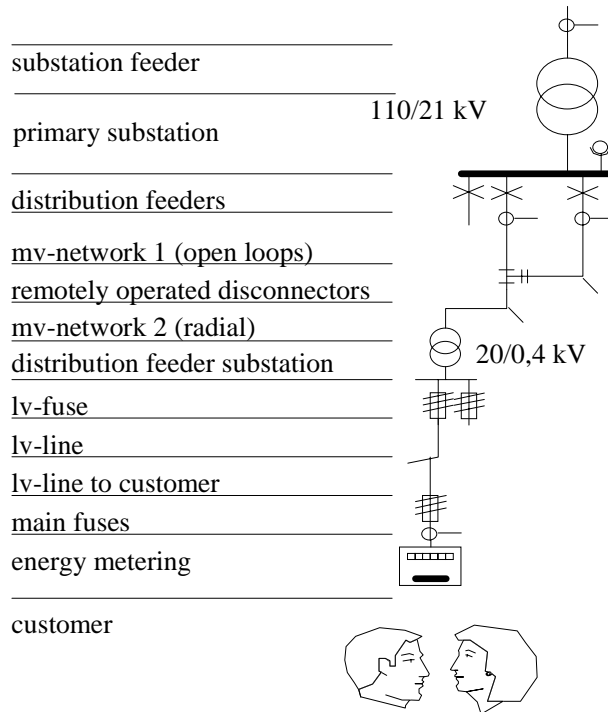 substation feeder
110/21 kV
primary substation
distribution feeders
mv-network 1 (open loops)
remotely operated disconnectors
mv-network 2 (radial)
20/0,4 kV
distribution feeder substation
lv-fuse
lv-line
lv-line to customer
main fuses
energy metering
customer